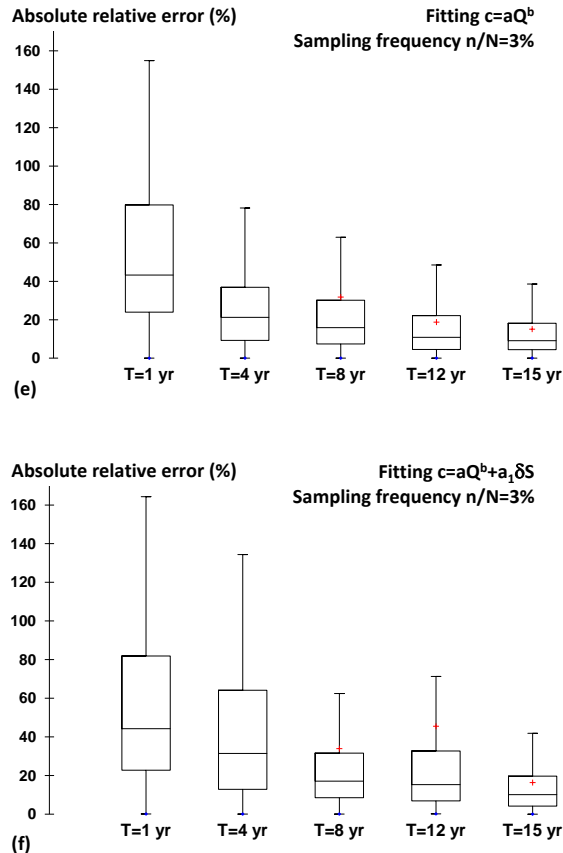 Absolute relative error (%)
Fitting c=aQᵇ
Sampling frequency n/N=3%
160
140
120
100
80
60
40
20
0
T=1 yr T=4 yr T=8 yr T=12 yr T=15 yr
(e)
Absolute relative error (%)
Fitting c=aQᵇ+a₁δS
Sampling frequency n/N=3%
160
140
120
100
80
60
40
20
0
T=1 yr T=4 yr T=8 yr T=12 yr T=15 yr
(f)